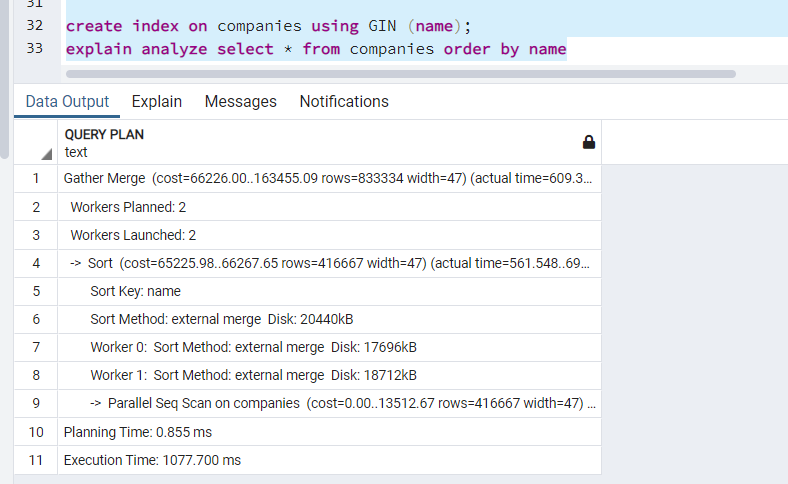 31
32 create index on companies using GIN (name);
33 explain analyze select * from companies order by name
Data Output Explain Messages Notifications
QUERY PLAN
text
1 Gather Merge (cost=66226.00..163455.09 rows=833334 width=47) (actual time=609.3...
2 Workers Planned: 2
3 Workers Launched: 2
4 -> Sort (cost=65225.98..66267.65 rows=416667 width=47) (actual time=561.548..69...
5 Sort Key: name
6 Sort Method: external merge Disk: 20440kB
7 Worker 0: Sort Method: external merge Disk: 17696kB
8 Worker 1: Sort Method: external merge Disk: 18712kB
9 -> Parallel Seq Scan on companies (cost=0.00..13512.67 rows=416667 width=47) ...
10 Planning Time: 0.855 ms
11 Execution Time: 1077.700 ms